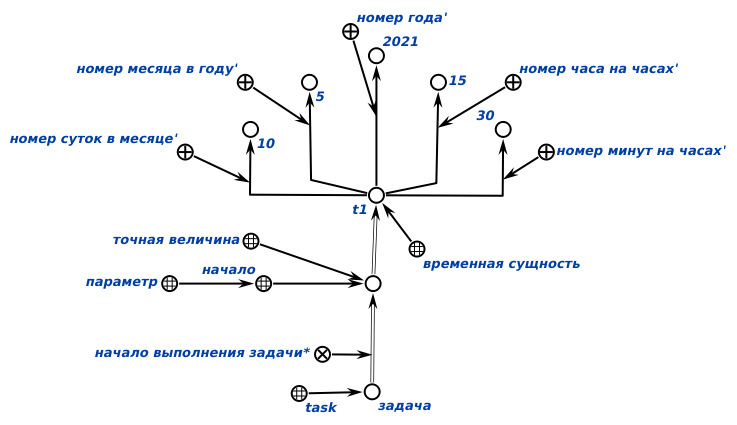 номер года'
2021
номер месяца в году'
5
15
номер часа на часах'
номер суток в месяце'
10
30
номер минут на часах'
t1
точная величина
временная сущность
начало
параметр
начало выполнения задачи*
task
задача